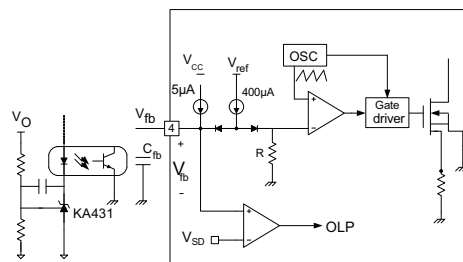 V_CC
V_ref
OSC
5μA
400μA
V_O
V_fb
4
+
-
Gate driver
C_fb
+
V_fb
-
R
KA431
V_SD
+
-
OLP